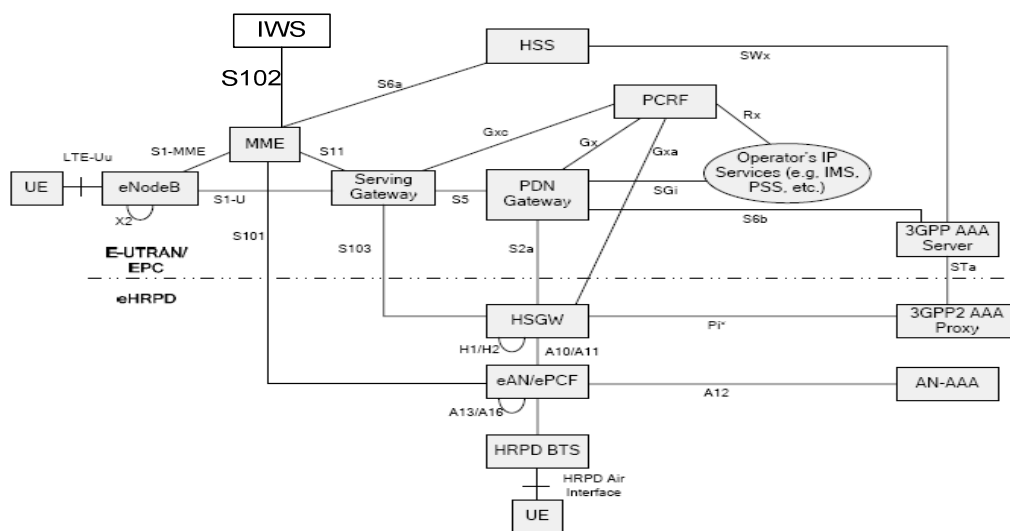 IWS
HSS
SWx
S102
S6a
PCRF
Rx
Gxc
MME
Gx
Gxa
LTE-Uu
S1-MME
S11
Operator's IP
Services (e.g, IMS,
PSS, etc.)
UE
eNodeB
Serving
Gateway
PDN
Gateway
SGi
S1-U
S5
S6b
X2
3GPP AAA
Server
S101
S103
S2a
E-UTRAN/
EPC
STa
eHRPD
HSGW
Pi*
3GPP2 AAA
Proxy
H1/H2
A10/A11
eAN/ePCF
A12
AN-AAA
A13/A16
HRPD BTS
HRPD Air
Interface
UE